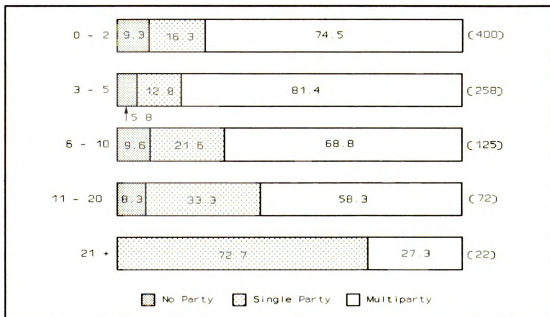 0 - 2 9.3 16.3 74.5 (400)
3 - 5 12.8 81.4 (258)
5 8
6 - 10 9.6 21.6 68.8 (125)
11 - 20 8.3 33.3 58.3 (72)
21 + 72.7 27.3 (22)
No Party Single Party Multiparty